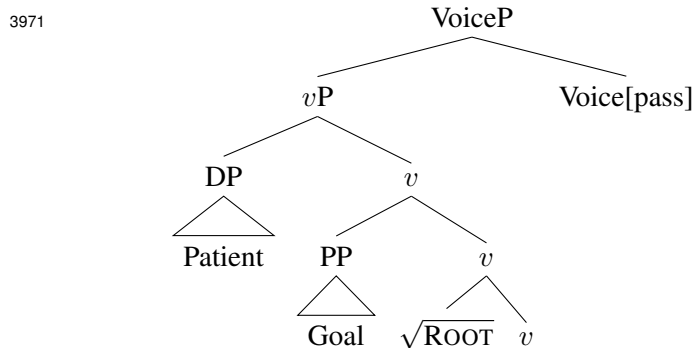 3971
VoiceP
vP Voice[pass]
DP v
Patient PP v
Goal √ROOT v